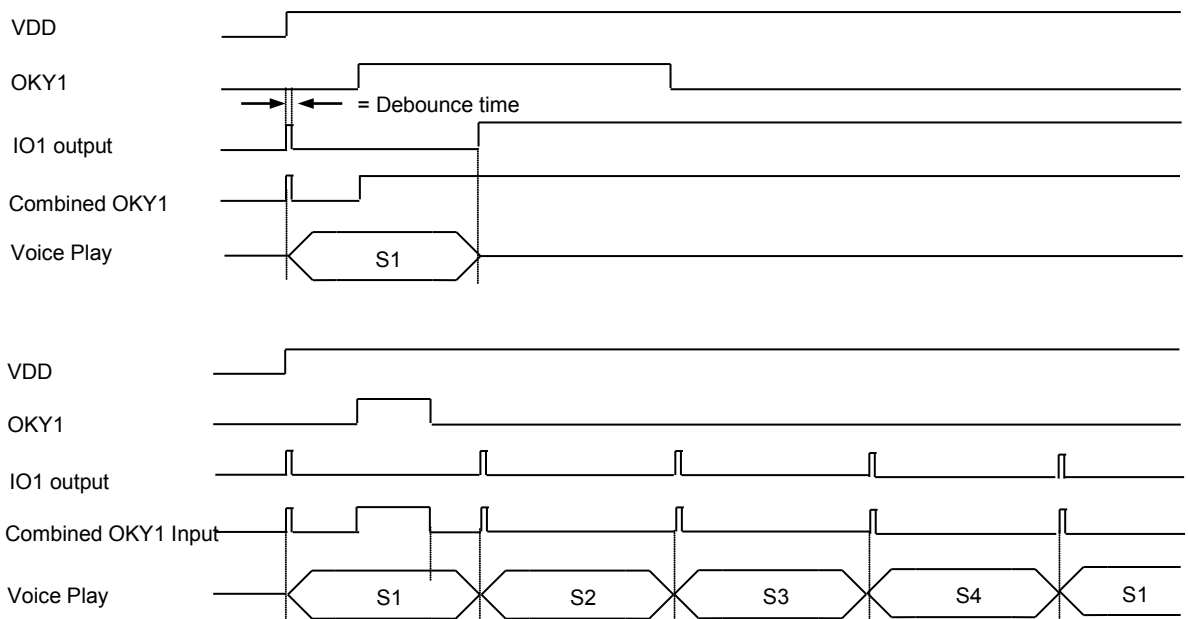 VDD
OKY1
= Debounce time
IO1 output
Combined OKY1
Voice Play
S1
VDD
OKY1
IO1 output
Combined OKY1 Input
Voice Play
S1 S2 S3 S4 S1